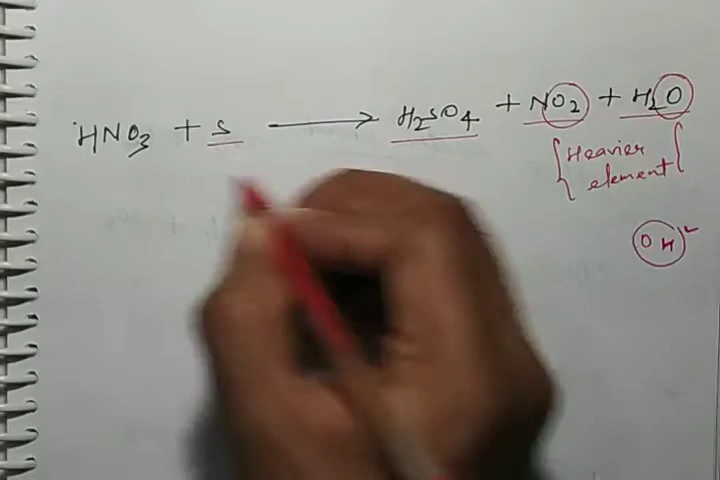 HNO3 + S ⟶ H2SO4 + NO2 + H2O
{Heavier
element}
OH